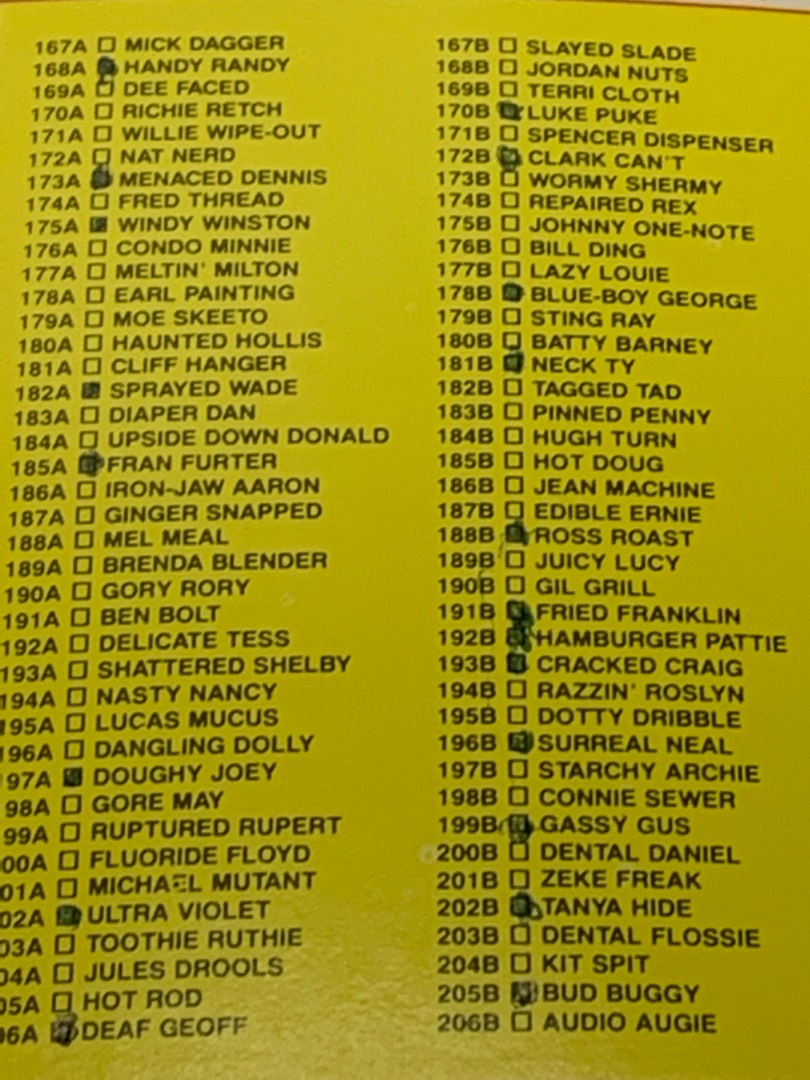 167A ☐ MICK DAGGER
168A ■ HANDY RANDY
169A ☐ DEE FACED
170A ☐ RICHIE RETCH
171A ☐ WILLIE WIPE-OUT
172A ☐ NAT NERD
173A ■ MENACED DENNIS
174A ☐ FRED THREAD
175A ■ WINDY WINSTON
176A ☐ CONDO MINNIE
177A ☐ MELTIN' MILTON
178A ☐ EARL PAINTING
179A ☐ MOE SKEETO
180A ☐ HAUNTED HOLLIS
181A ☐ CLIFF HANGER
182A ■ SPRAYED WADE
183A ☐ DIAPER DAN
184A ☐ UPSIDE DOWN DONALD
185A ■ FRAN FURTER
186A ☐ IRON-JAW AARON
187A ☐ GINGER SNAPPED
188A ☐ MEL MEAL
189A ☐ BRENDA BLENDER
190A ☐ GORY RORY
191A ☐ BEN BOLT
192A ☐ DELICATE TESS
193A ☐ SHATTERED SHELBY
194A ☐ NASTY NANCY
195A ☐ LUCAS MUCUS
196A ☐ DANGLING DOLLY
97A ■ DOUGHY JOEY
98A ☐ GORE MAY
99A ☐ RUPTURED RUPERT
00A ☐ FLUORIDE FLOYD
01A ☐ MICHAEL MUTANT
02A ■ ULTRA VIOLET
03A ☐ TOOTHIE RUTHIE
04A ☐ JULES DROOLS
05A ☐ HOT ROD
6A ■ DEAF GEOFF
167B ☐ SLAYED SLADE
168B ☐ JORDAN NUTS
169B ☐ TERRI CLOTH
170B ■ LUKE PUKE
171B ☐ SPENCER DISPENSER
172B ■ CLARK CAN'T
173B ☐ WORMY SHERMY
174B ☐ REPAIRED REX
175B ☐ JOHNNY ONE-NOTE
176B ☐ BILL DING
177B ☐ LAZY LOUIE
178B ■ BLUE-BOY GEORGE
179B ☐ STING RAY
180B ☐ BATTY BARNEY
181B ■ NECK TY
182B ☐ TAGGED TAD
183B ☐ PINNED PENNY
184B ☐ HUGH TURN
185B ☐ HOT DOUG
186B ☐ JEAN MACHINE
187B ☐ EDIBLE ERNIE
188B ■ ROSS ROAST
189B ☐ JUICY LUCY
190B ☐ GIL GRILL
191B ■ FRIED FRANKLIN
192B ■ HAMBURGER PATTIE
193B ■ CRACKED CRAIG
194B ☐ RAZZIN' ROSLYN
195B ☐ DOTTY DRIBBLE
196B ■ SURREAL NEAL
197B ☐ STARCHY ARCHIE
198B ☐ CONNIE SEWER
199B ■ GASSY GUS
200B ☐ DENTAL DANIEL
201B ☐ ZEKE FREAK
202B ■ TANYA HIDE
203B ☐ DENTAL FLOSSIE
204B ☐ KIT SPIT
205B ■ BUD BUGGY
206B ☐ AUDIO AUGIE